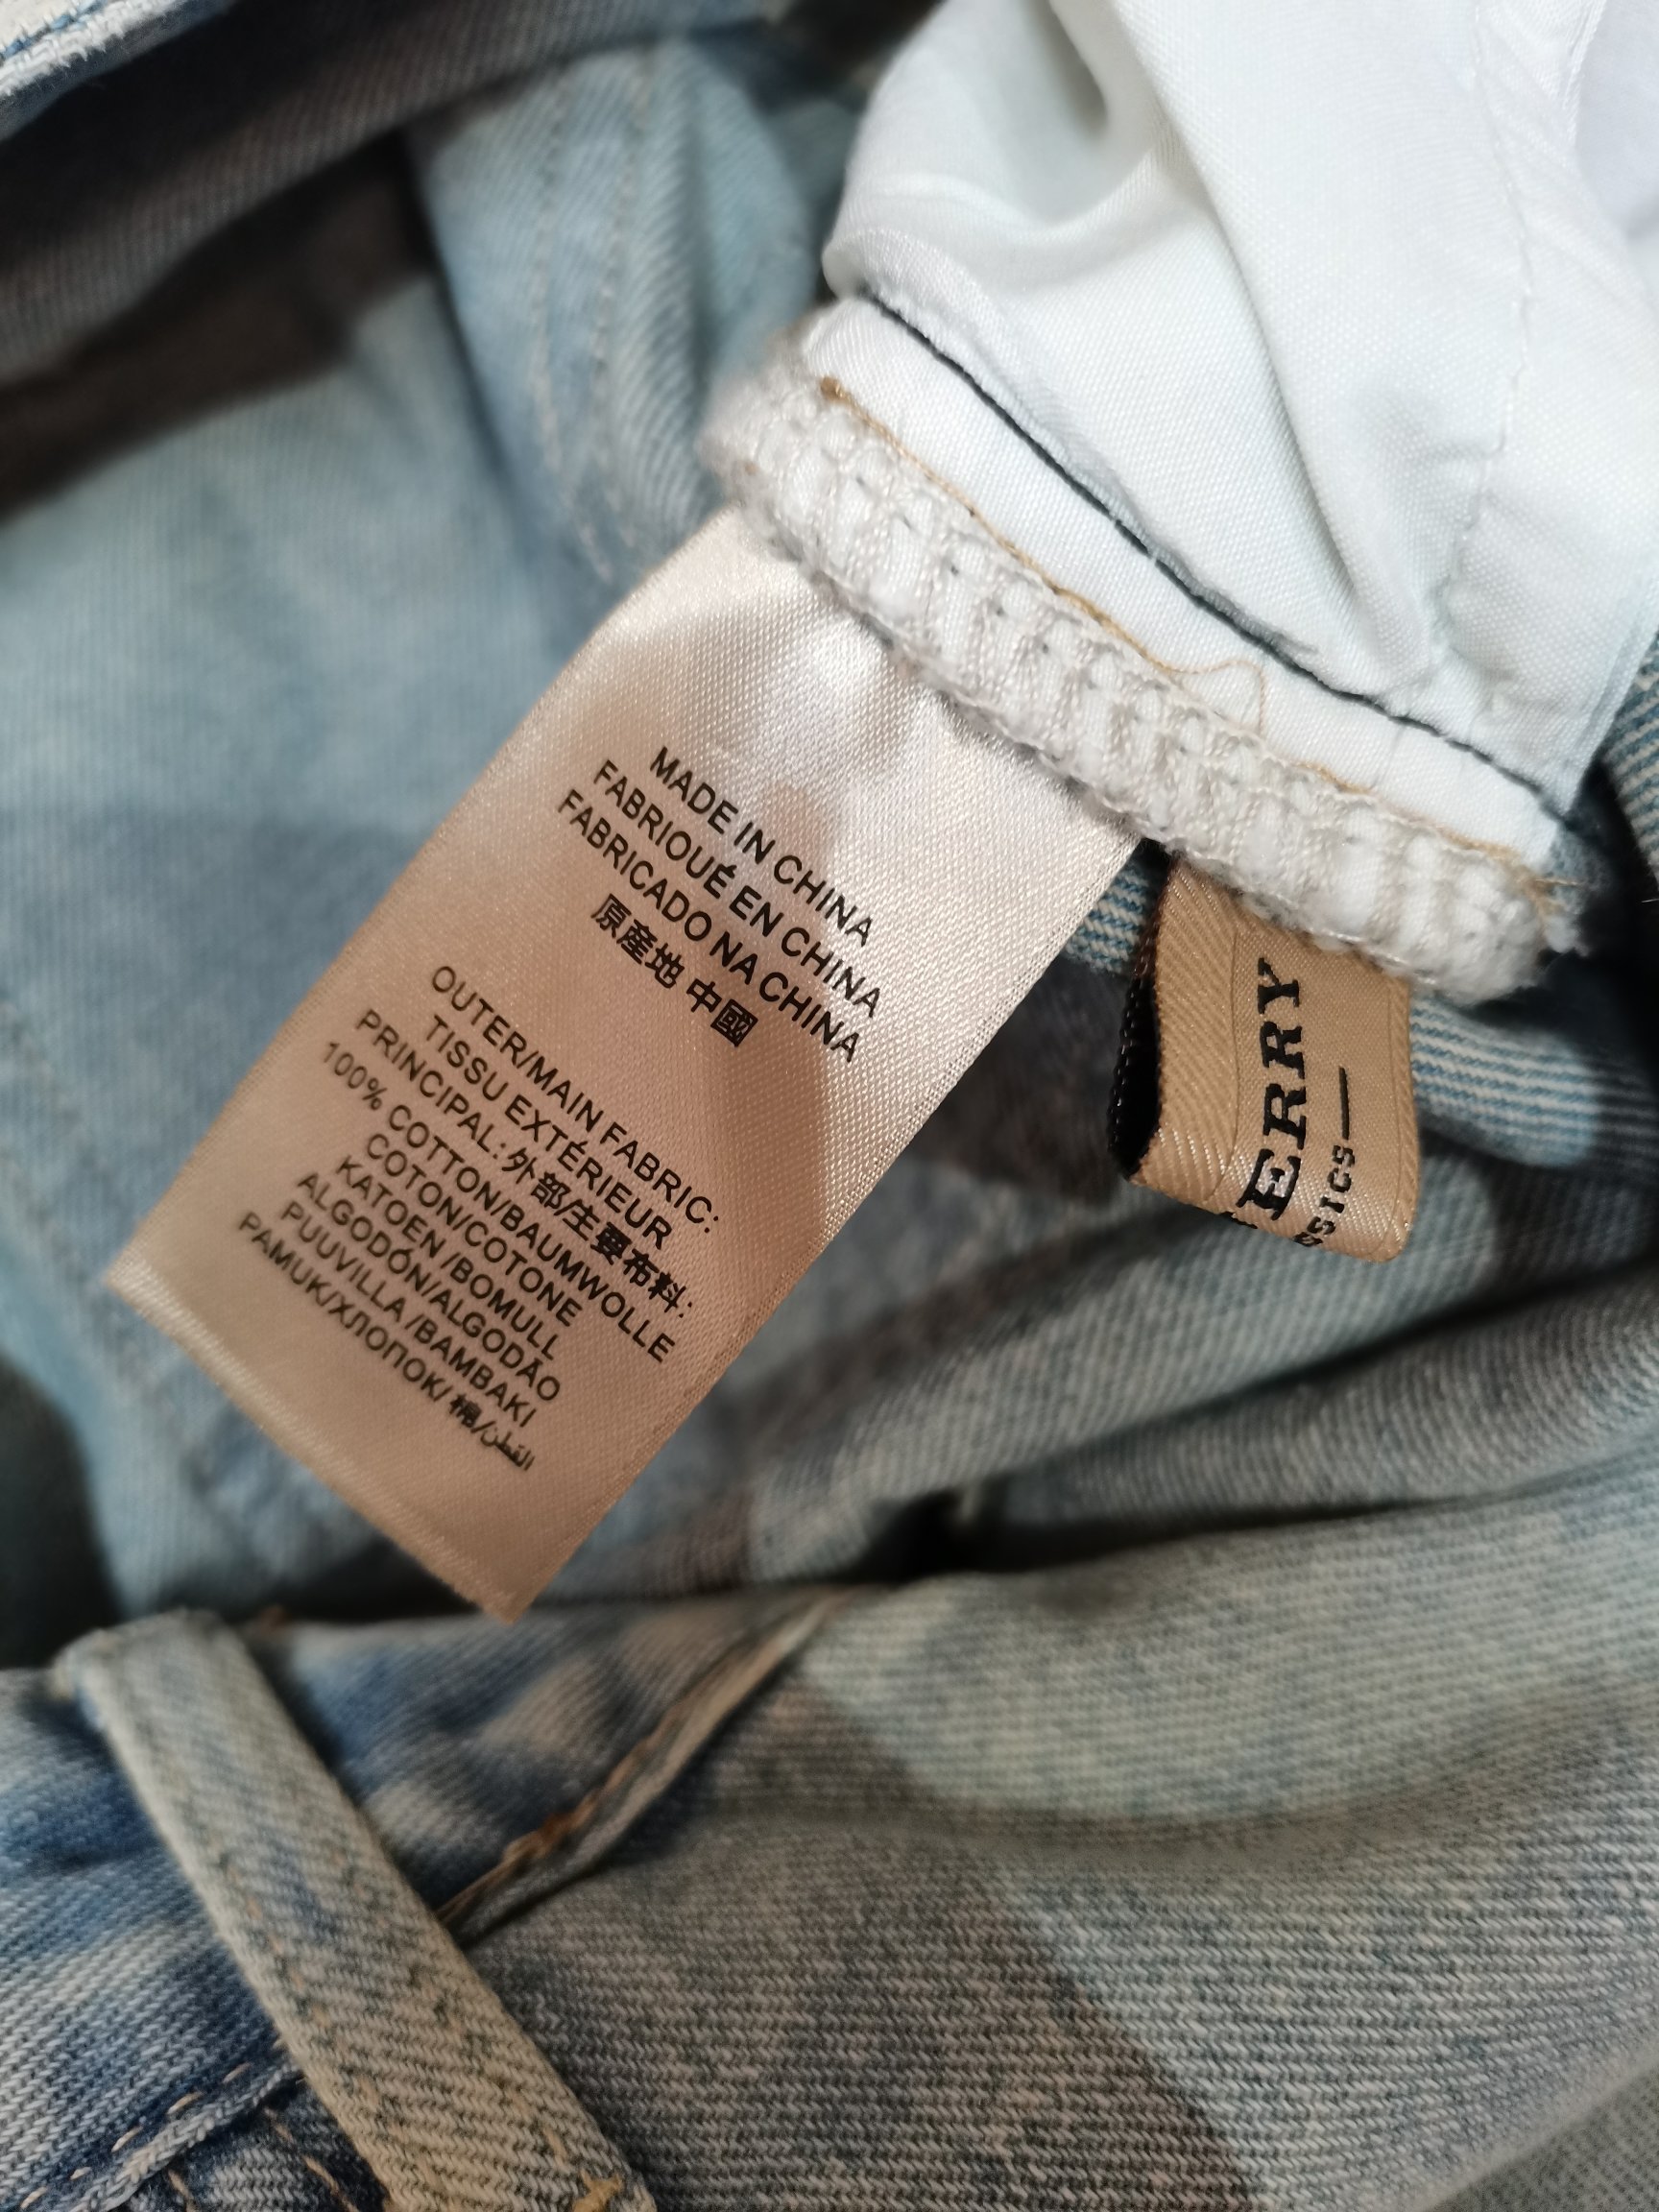 MADE IN CHINA
FABRIQUÉ EN CHINA
FABRICADO NA CHINA
原產地 中國
OUTER/MAIN FABRIC:
TISSU EXTÉRIEUR
PRINCIPAL:外部/主要布料:
100% COTTON/BAUMWOLLE
COTON/COTONE
KATOEN /BOMULL
ALGODÓN/ALGODÃO
PUUVILLA /BAMBAKI
PAMUK/ХЛОПОК/ 棉/القطن
ERRY
SSICS—